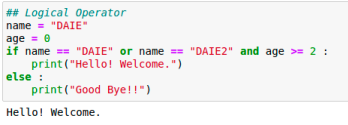 ## Logical Operator
name = "DAIE"
age = 0
if name == "DAIE" or name == "DAIE2" and age >= 2 :
    print("Hello! Welcome.")
else :
    print("Good Bye!!")
Hello! Welcome.